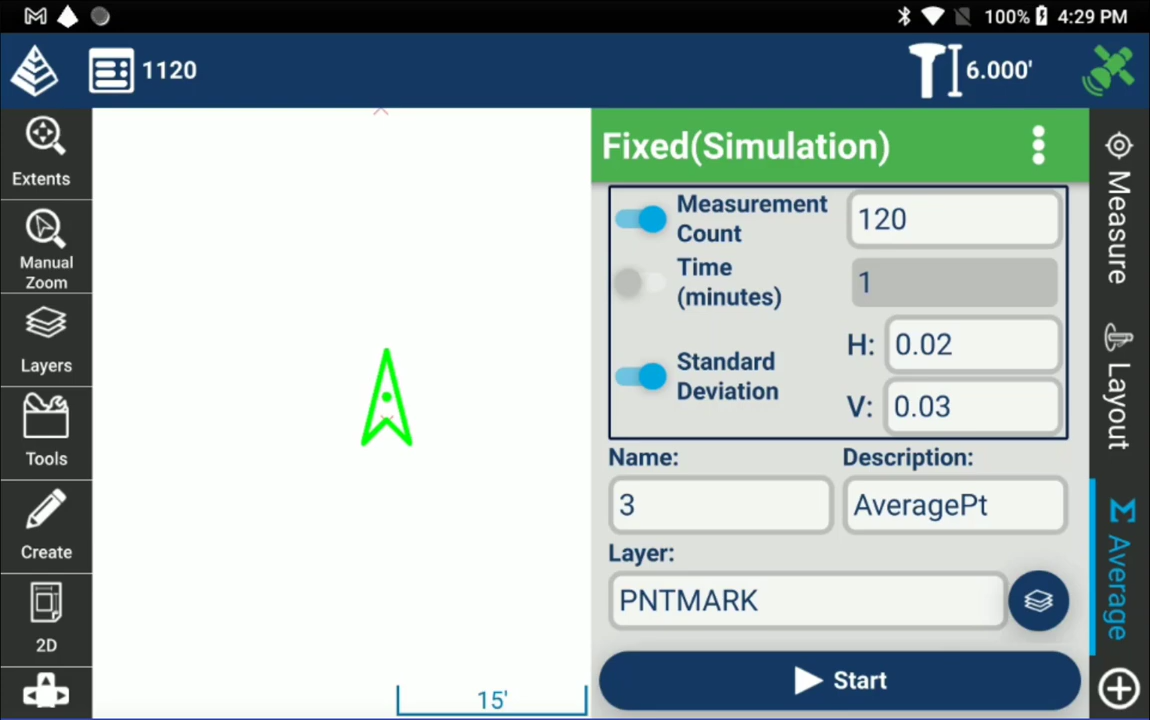 100% 4:29 PM
1120
6.000'
Extents
Manual
Zoom
Layers
Tools
Create
2D
15'
Fixed(Simulation)
Measurement
Count
120
Time
(minutes)
1
Standard
Deviation
H: 0.02
V: 0.03
Name: Description:
3 AveragePt
Layer:
PNTMARK
Start
Measure
Layout
Average